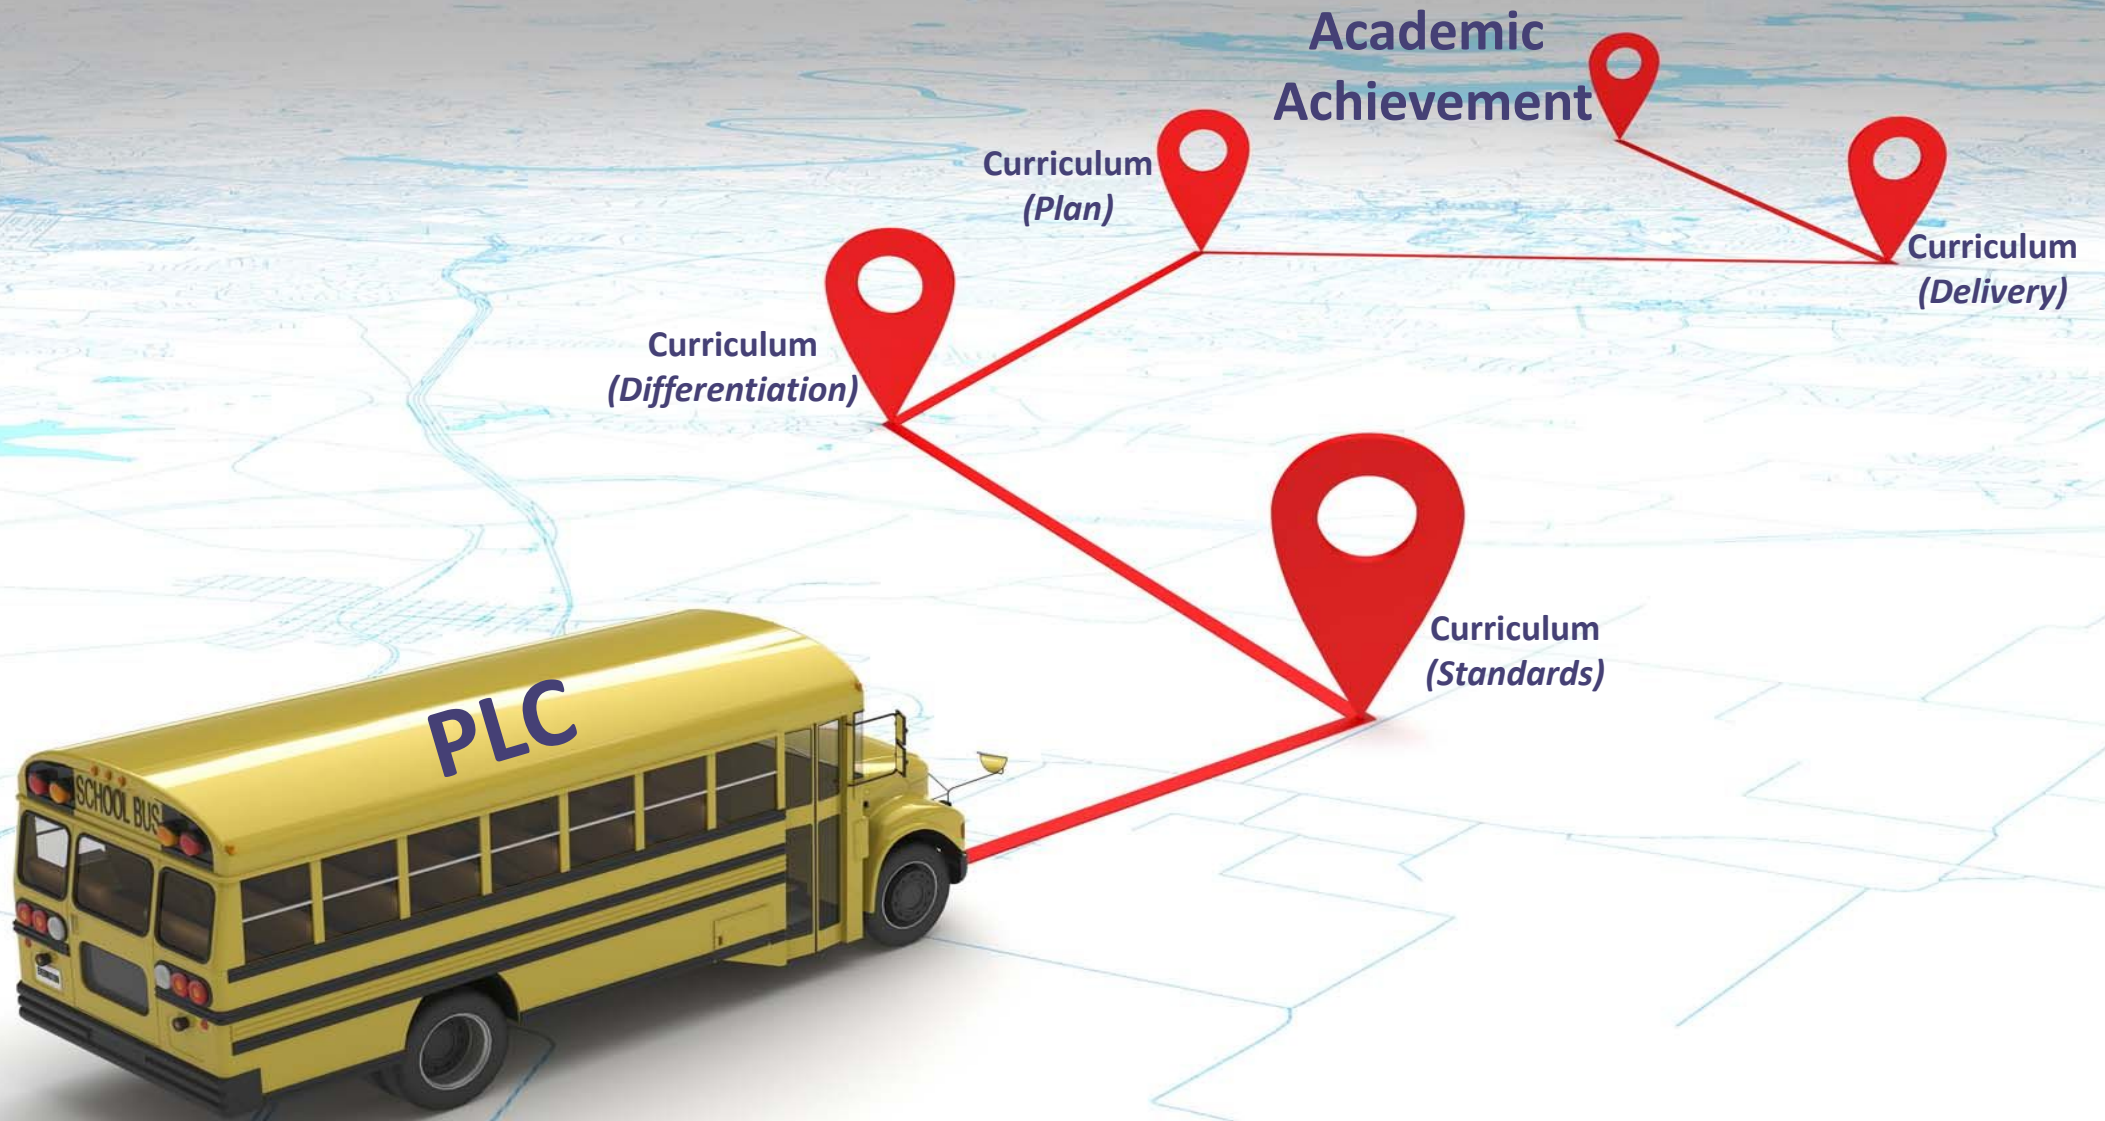 Academic
Achievement
Curriculum
(Plan)
Curriculum
(Delivery)
Curriculum
(Differentiation)
Curriculum
(Standards)
PLC
SCHOOL BUS